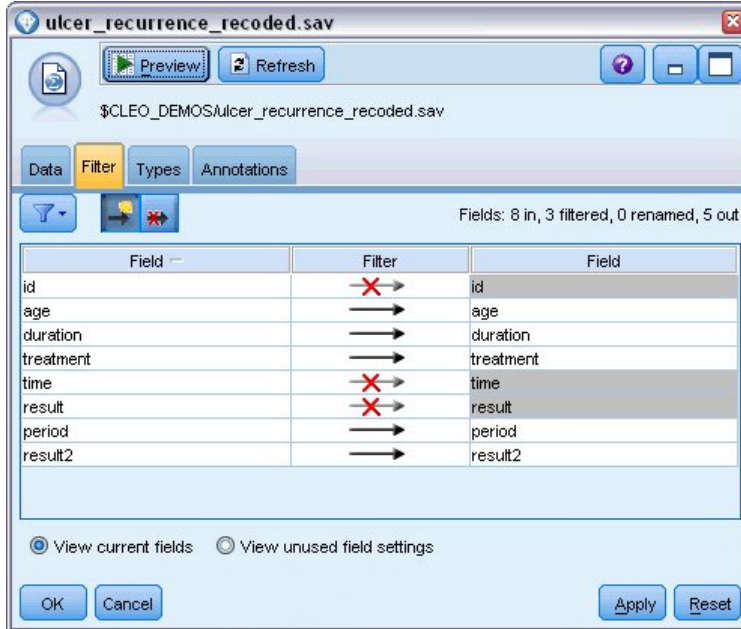 ulcer_recurrence_recoded.sav
Preview Refresh
$CLEO_DEMOS/ulcer_recurrence_recoded.sav
Data Filter Types Annotations
Fields: 8 in, 3 filtered, 0 renamed, 5 out
Field Filter Field
id id
age age
duration duration
treatment treatment
time time
result result
period period
result2 result2
View current fields View unused field settings
OK Cancel Apply Reset